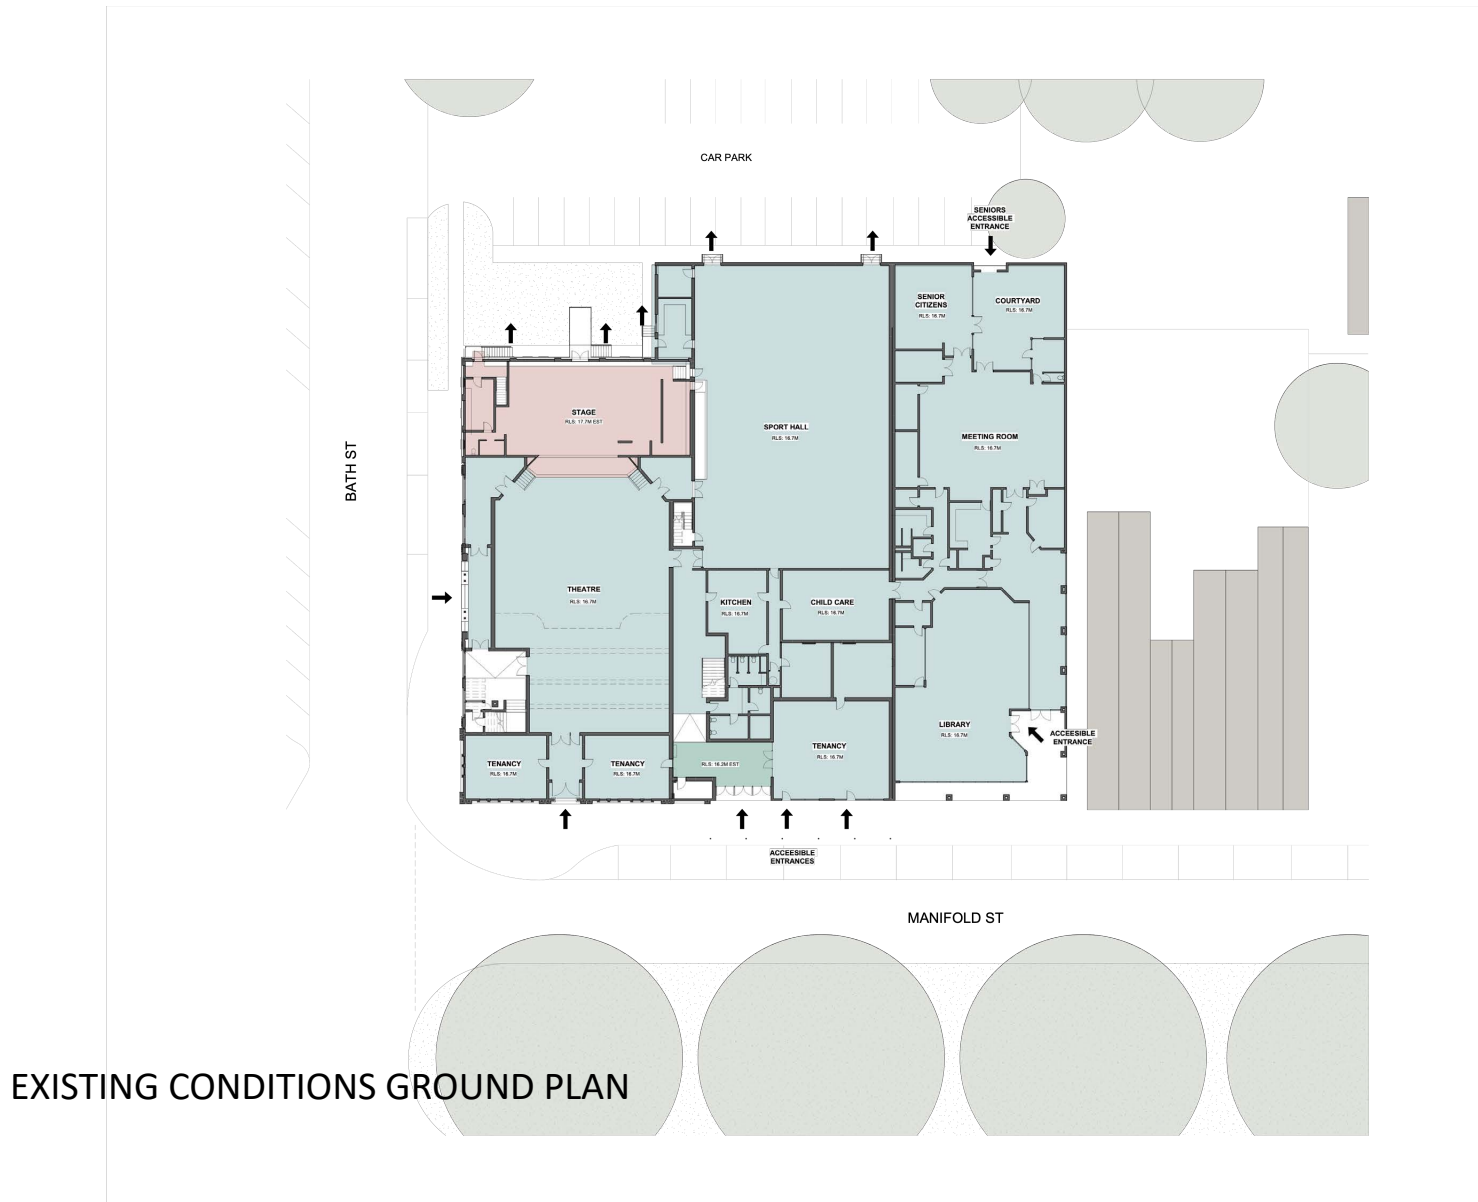 CAR PARK
SENIORS
ACCESSIBLE
ENTRANCE
SENIOR
CITIZENS
RLS: 16.7M
COURTYARD
RLS: 16.7M
STAGE
RLS: 17.7M EST
SPORT HALL
RLS: 16.7M
MEETING ROOM
RLS: 16.7M
BATH ST
THEATRE
RLS: 16.7M
KITCHEN
RLS: 16.7M
CHILD CARE
RLS: 16.7M
LIBRARY
RLS: 16.7M
ACCEESIBLE
ENTRANCE
TENANCY
RLS: 16.7M
TENANCY
RLS: 16.7M
RLS: 16.2M EST
TENANCY
RLS: 16.7M
ACCEESIBLE
ENTRANCES
MANIFOLD ST
EXISTING CONDITIONS GROUND PLAN